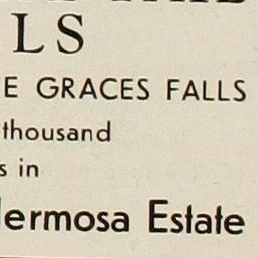 LS
E GRACES FALLS
thousand
s in
ermosa Estate